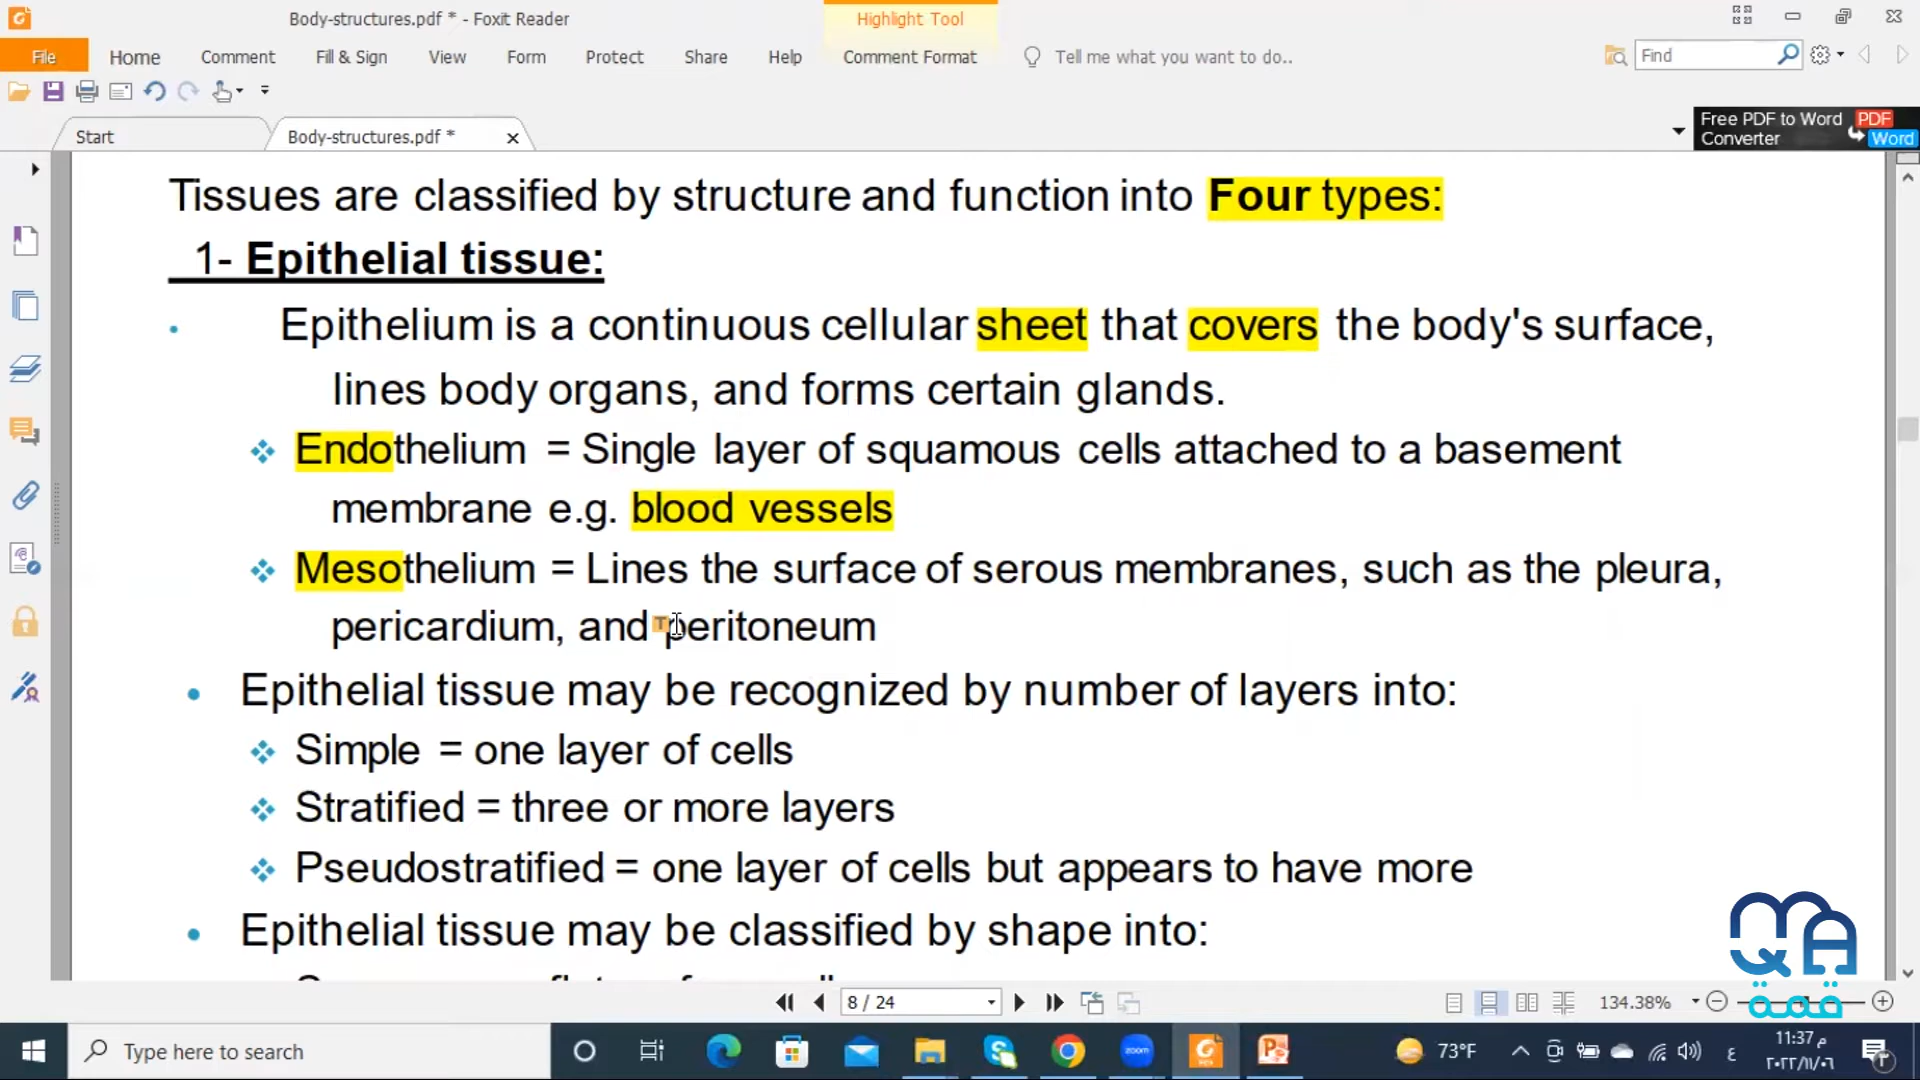 Body-structures.pdf * - Foxit Reader
Highlight Tool
File
Home
Comment
Fill & Sign
View
Form
Protect
Share
Help
Comment Format
Tell me what you want to do..
Find
Start
Body-structures.pdf *
Free PDF to Word
Converter
PDF
Word
Tissues are classified by structure and function into Four types:
1- Epithelial tissue:
• Epithelium is a continuous cellular sheet that covers the body's surface,
lines body organs, and forms certain glands.
❖ Endothelium = Single layer of squamous cells attached to a basement
membrane e.g. blood vessels
❖ Mesothelium = Lines the surface of serous membranes, such as the pleura,
pericardium, and peritoneum
• Epithelial tissue may be recognized by number of layers into:
❖ Simple = one layer of cells
❖ Stratified = three or more layers
❖ Pseudostratified = one layer of cells but appears to have more
• Epithelial tissue may be classified by shape into:
8 / 24
134.38%
QMA
قمة
Type here to search
zoom
73°F
ع
11:37 م
٢٠٢٢/١١/٠٦